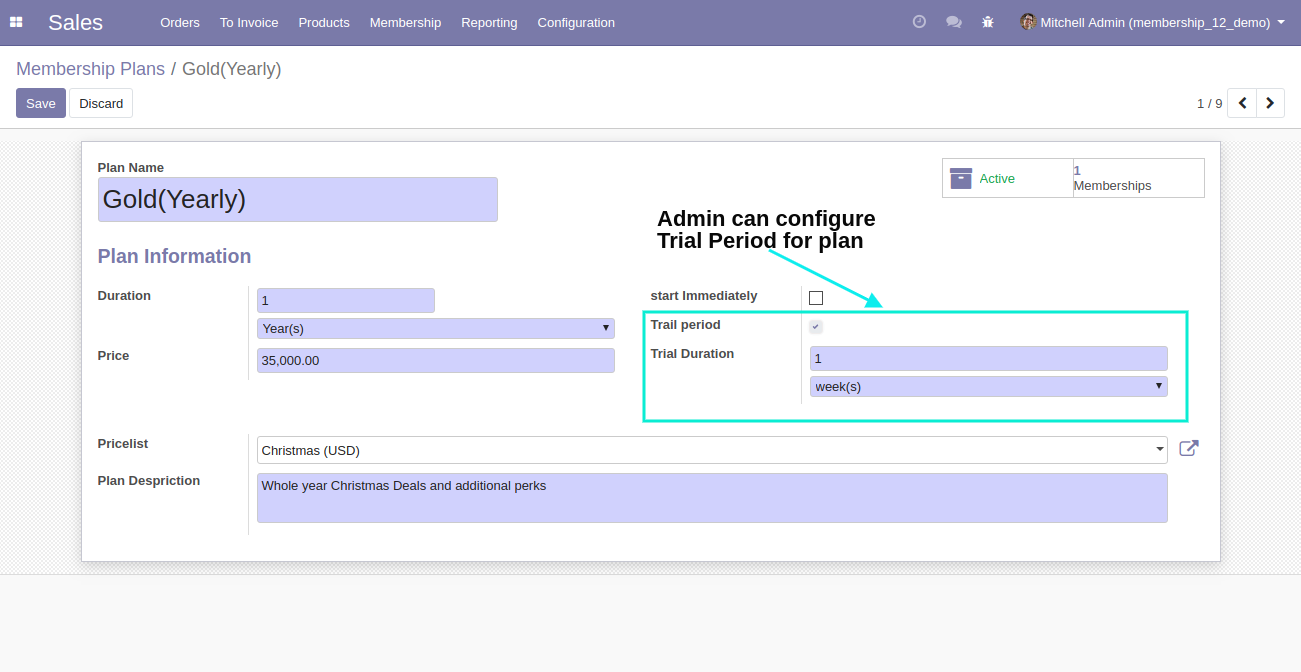 Sales Orders To Invoice Products Membership Reporting Configuration Mitchell Admin (membership_12_demo)
Membership Plans / Gold(Yearly)
Save Discard 1 / 9
Plan Name
Gold(Yearly)
Active
1
Memberships
Admin can configure
Trial Period for plan
Plan Information
Duration 1
Year(s)
Price 35,000.00
start Immediately
Trail period
Trial Duration 1
week(s)
Pricelist Christmas (USD)
Plan Despriction Whole year Christmas Deals and additional perks